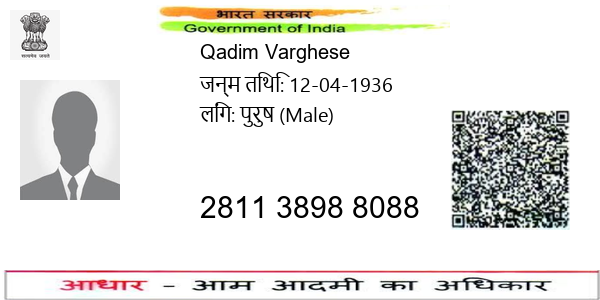 भारत सरकार
Government of India
सत्यमेव जयते
Qadim Varghese
जन्म तिथि: 12-04-1936
लिंग: पुरुष (Male)
2811 3898 8088
आधार - आम आदमी का अधिकार